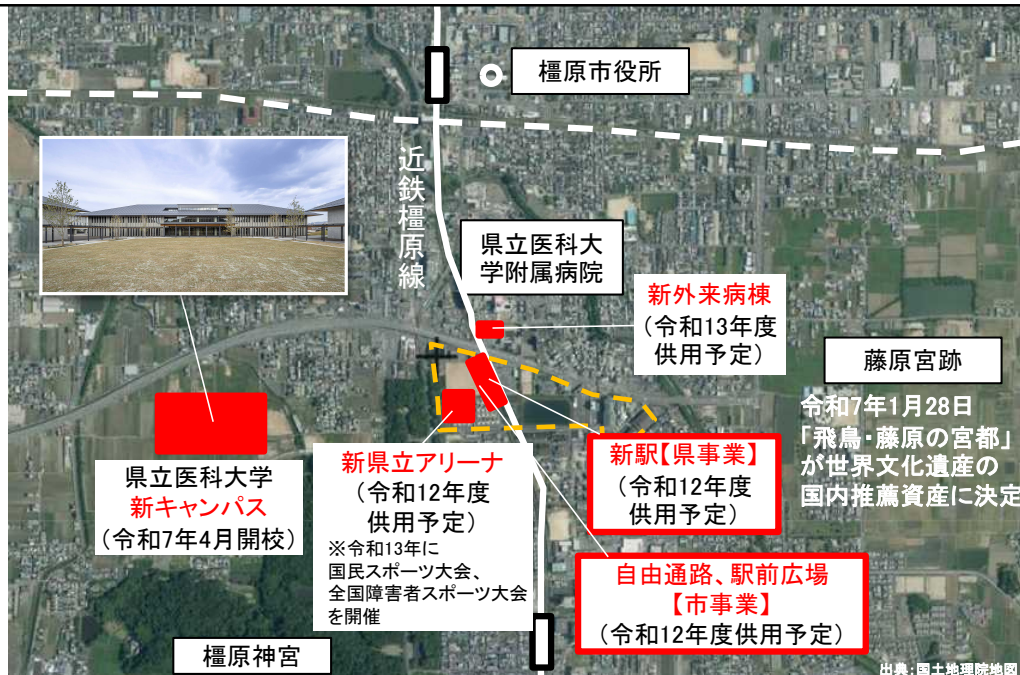 橿原市役所
近鉄橿原線
県立医科大
学附属病院
新外来病棟
(令和13年度
供用予定)
藤原宮跡
令和7年1月28日
「飛鳥・藤原の宮都」
が世界文化遺産の
国内推薦資産に決定
県立医科大学
新キャンパス
(令和7年4月開校)
新県立アリーナ
(令和12年度
供用予定)
※令和13年に
国民スポーツ大会、
全国障害者スポーツ大会
を開催
新駅【県事業】
(令和12年度
供用予定)
自由通路、駅前広場
【市事業】
(令和12年度供用予定)
橿原神宮
出典:国土地理院地図